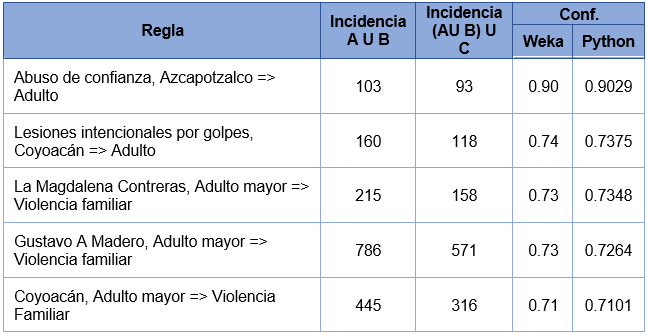 Regla
Incidencia
A U B
Incidencia
(AU B) U
C
Conf.
Weka
Python
Abuso de confianza, Azcapotzalco =>
Adulto
103
93
0.90
0.9029
Lesiones intencionales por golpes,
Coyoacán => Adulto
160
118
0.74
0.7375
La Magdalena Contreras, Adulto mayor =>
Violencia familiar
215
158
0.73
0.7348
Gustavo A Madero, Adulto mayor =>
Violencia familiar
786
571
0.73
0.7264
Coyoacán, Adulto mayor => Violencia
Familiar
445
316
0.71
0.7101